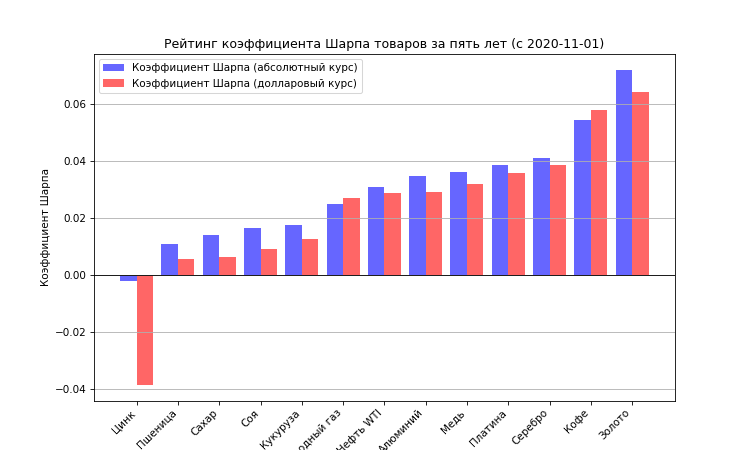 Рейтинг коэффициента Шарпа товаров за пять лет (с 2020-11-01)
Коэффициент Шарпа (абсолютный курс)
Коэффициент Шарпа (долларовый курс)
Коэффициент Шарпа
0.06
0.04
0.02
0.00
−0.02
−0.04
Цинк
Пшеница
Сахар
Соя
Кукуруза
одный газ
Нефть WTI
Алюминий
Медь
Платина
Серебро
Кофе
Золото